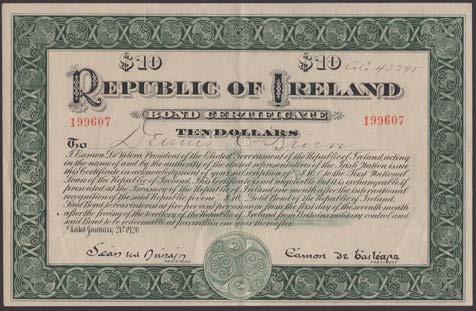 $10 $10
REPUBLIC OF IRELAND
BOND CERTIFICATE
199607 199607
TEN DOLLARS
To Dennis O'Brien
I Eamon De Valera President of the Elected Government of the Republic of Ireland acting
in the name of and by the authority of the elected representatives of the Irish Nation issue
this Certificate in acknowledgment of your subscription of $10 to the First National
Loan of the Republic of Ireland. This Certificate is not negotiable but it is exchangeable if
presented at the Treasury of the Republic of Ireland one month after the international
recognition of the said Republic for one $10 Gold Bond of the Republic of Ireland.
Said Bond to bear interest at five percent per annum from the first day of the seventh month
after the freeing of the territory of the Republic of Ireland from Britain's military control and
said Bond to be redeemable at par within one year thereafter.
Dated January 21st 1920
REGISTRAR
PRESIDENT